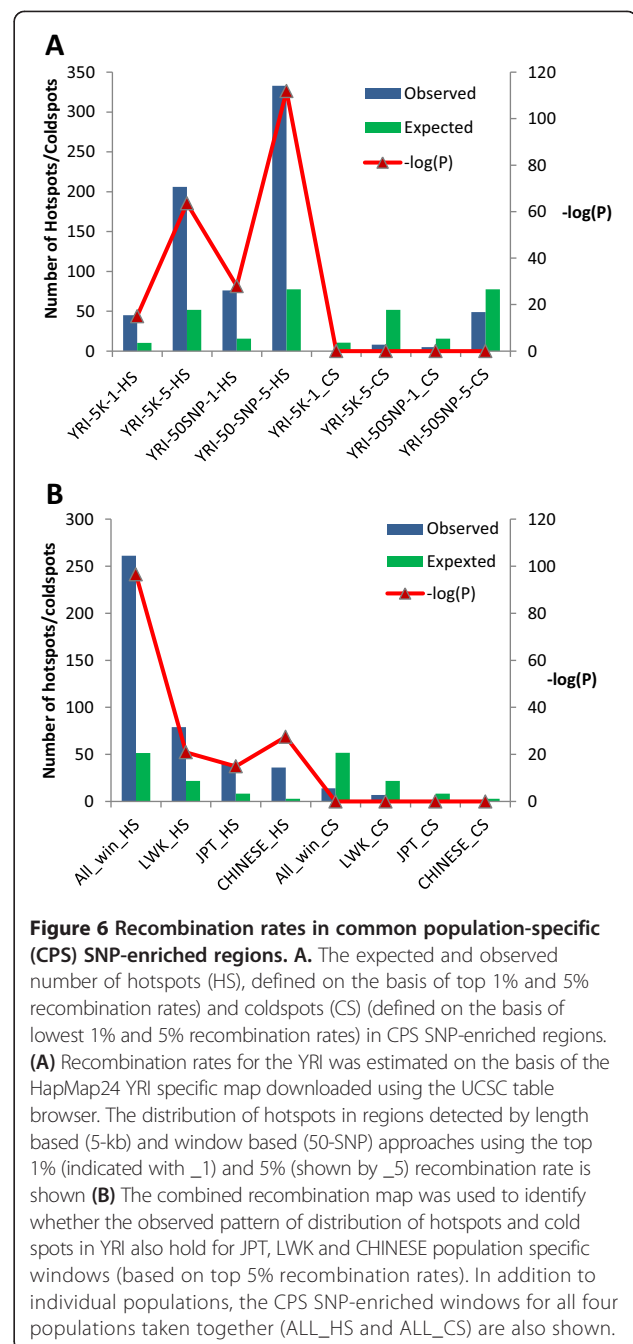 A
Number of Hotspots/Coldspots
350
300
250
200
150
100
50
0
Observed
Expected
-log(P)
120
100
80
60
40
20
0
-log(P)
YRI-5K-1-HS
YRI-5K-5-HS
YRI-50SNP-1-HS
YRI-50-SNP-5-HS
YRI-5K-1_CS
YRI-5K-5-CS
YRI-50SNP-1_CS
YRI-50SNP-5-CS
B
Number of hotspots/coldspots
300
250
200
150
100
50
0
Observed
Expexted
-log(P)
120
100
80
60
40
20
0
-log(P)
All_win_HS
LWK_HS
JPT_HS
CHINESE_HS
All_win_CS
LWK_CS
JPT_CS
CHINESE_CS
Figure 6 Recombination rates in common population-specific
(CPS) SNP-enriched regions. A. The expected and observed
number of hotspots (HS), defined on the basis of top 1% and 5%
recombination rates) and coldspots (CS) (defined on the basis of
lowest 1% and 5% recombination rates) in CPS SNP-enriched regions.
(A) Recombination rates for the YRI was estimated on the basis of the
HapMap24 YRI specific map downloaded using the UCSC table
browser. The distribution of hotspots in regions detected by length
based (5-kb) and window based (50-SNP) approaches using the top
1% (indicated with _1) and 5% (shown by _5) recombination rate is
shown (B) The combined recombination map was used to identify
whether the observed pattern of distribution of hotspots and cold
spots in YRI also hold for JPT, LWK and CHINESE population specific
windows (based on top 5% recombination rates). In addition to
individual populations, the CPS SNP-enriched windows for all four
populations taken together (ALL_HS and ALL_CS) are also shown.